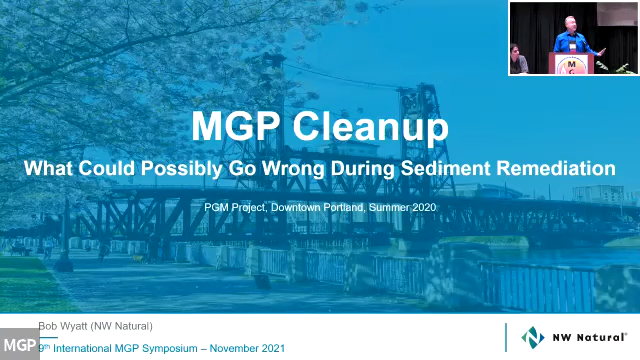 MGP Cleanup
What Could Possibly Go Wrong During Sediment Remediation
PGM Project, Downtown Portland, Summer 2020
Bob Wyatt (NW Natural)
9th International MGP Symposium – November 2021
MGP
NW Natural®
M
G